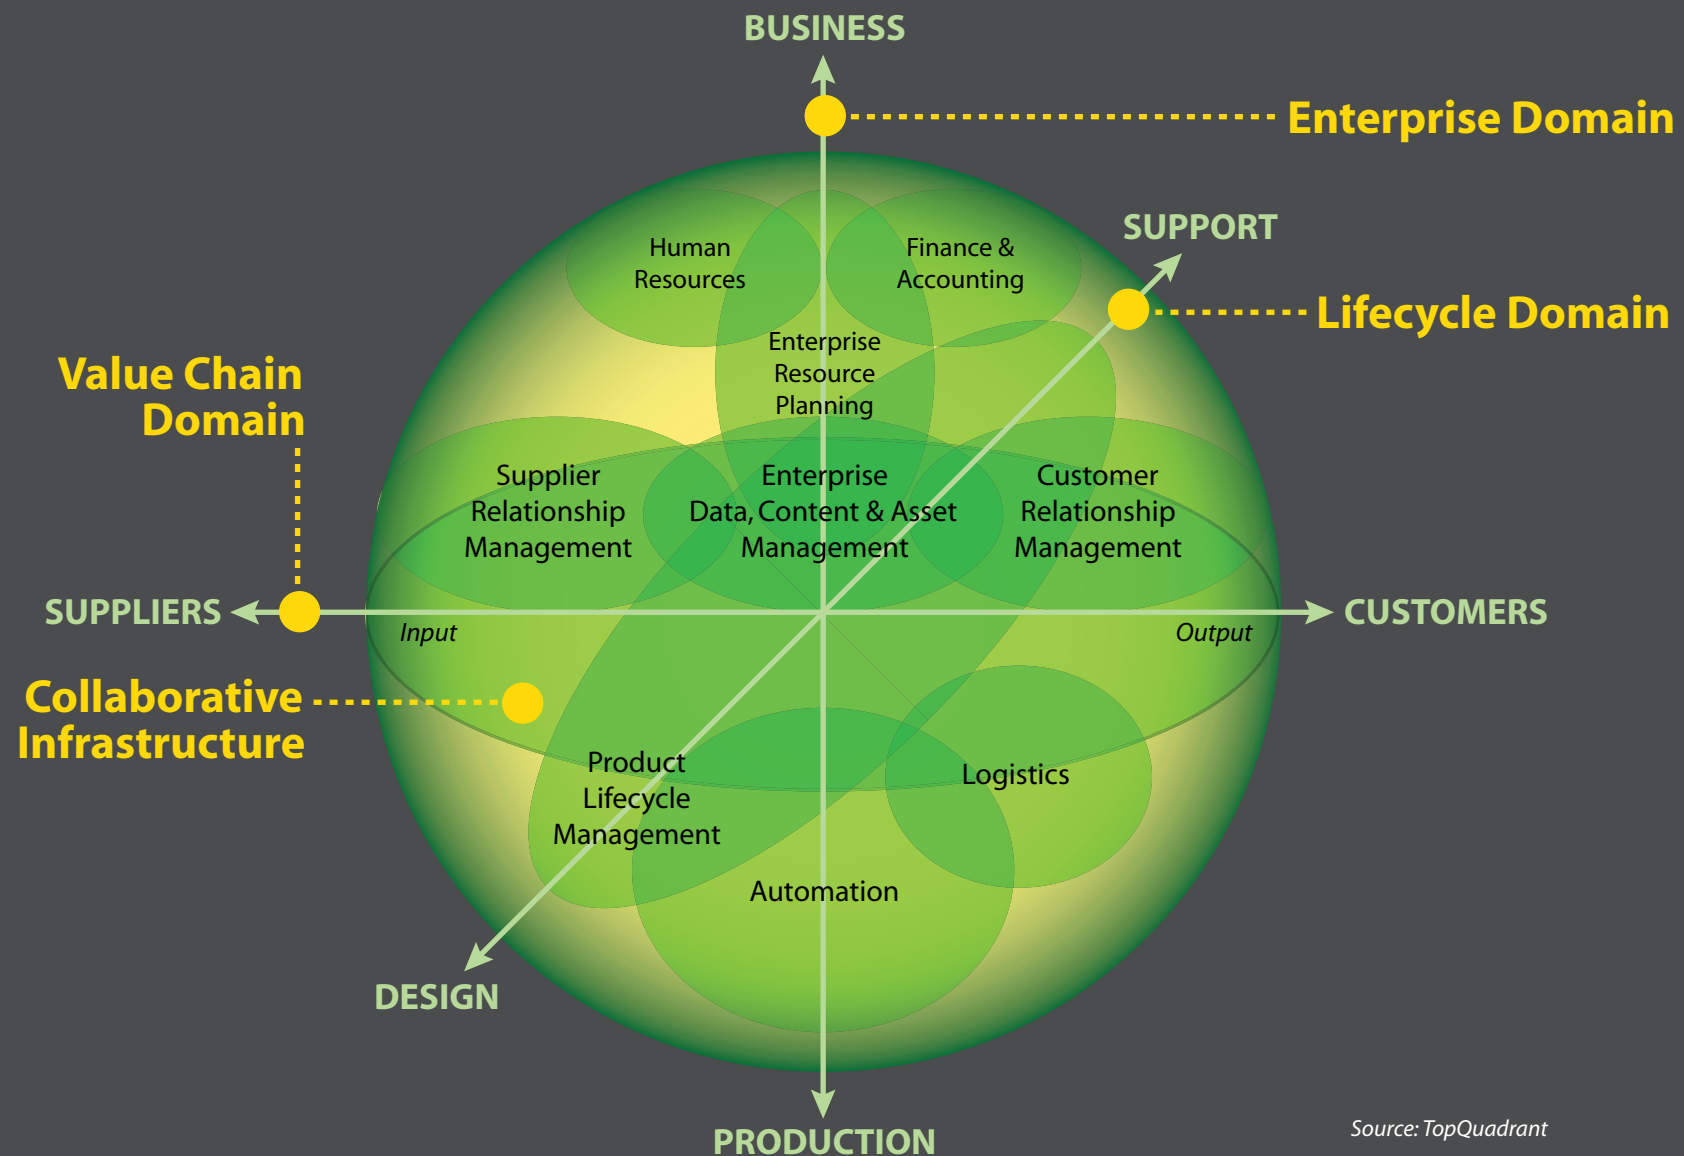 BUSINESS
Enterprise Domain
SUPPORT
Human
Resources
Finance &
Accounting
Lifecycle Domain
Enterprise
Resource
Planning
Value Chain
Domain
Supplier
Relationship
Management
Enterprise
Data, Content & Asset
Management
Customer
Relationship
Management
SUPPLIERS
CUSTOMERS
Input
Output
Collaborative
Infrastructure
Product
Lifecycle
Management
Logistics
Automation
DESIGN
PRODUCTION
Source: TopQuadrant